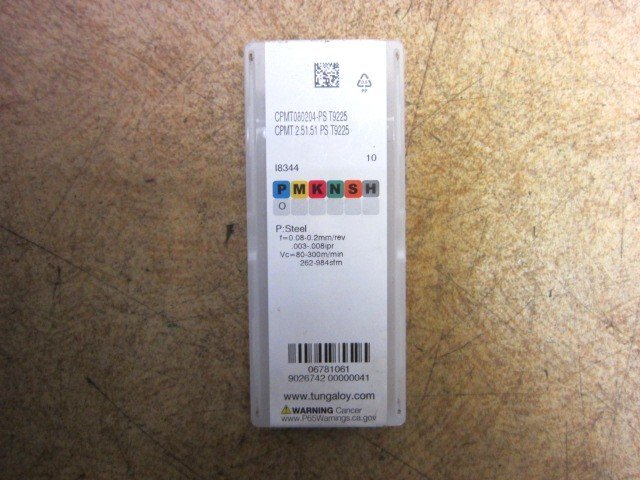 PP
CPMT080204-PS T9225
CPMT 2.51.51 PS T9225
10
I8344
P M K N S H
O
P:Steel
f=0.08-0.2mm/rev
.003-.008ipr
Vc=80-300m/min
262-984sfm
06781061
9026742 00000041
www.tungaloy.com
WARNING Cancer
www.P65Warnings.ca.gov